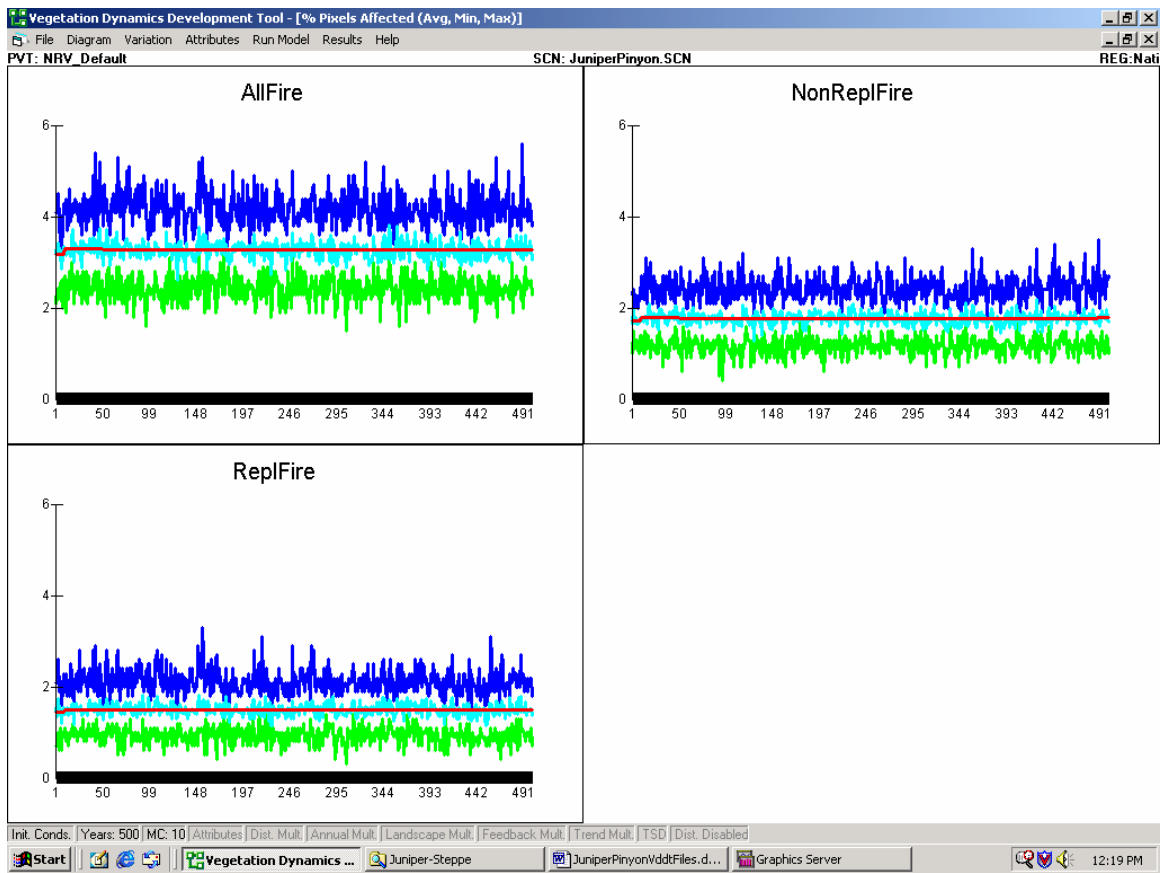 Vegetation Dynamics Development Tool - [% Pixels Affected (Avg, Min, Max)]
File Diagram Variation Attributes Run Model Results Help
PVT: NRV_Default SCN: JuniperPinyon.SCN REG:Nati
AllFire
6
4
2
0
1 50 99 148 197 246 295 344 393 442 491
NonReplFire
6
4
2
0
1 50 99 148 197 246 295 344 393 442 491
ReplFire
6
4
2
0
1 50 99 148 197 246 295 344 393 442 491
Init. Conds. Years: 500 MC: 10 Attributes Dist. Mult. Annual Mult. Landscape Mult. Feedback Mult. Trend Mult. TSD Dist. Disabled
Start Vegetation Dynamics ... Juniper-Steppe JuniperPinyonVddtFiles.d... Graphics Server 12:19 PM